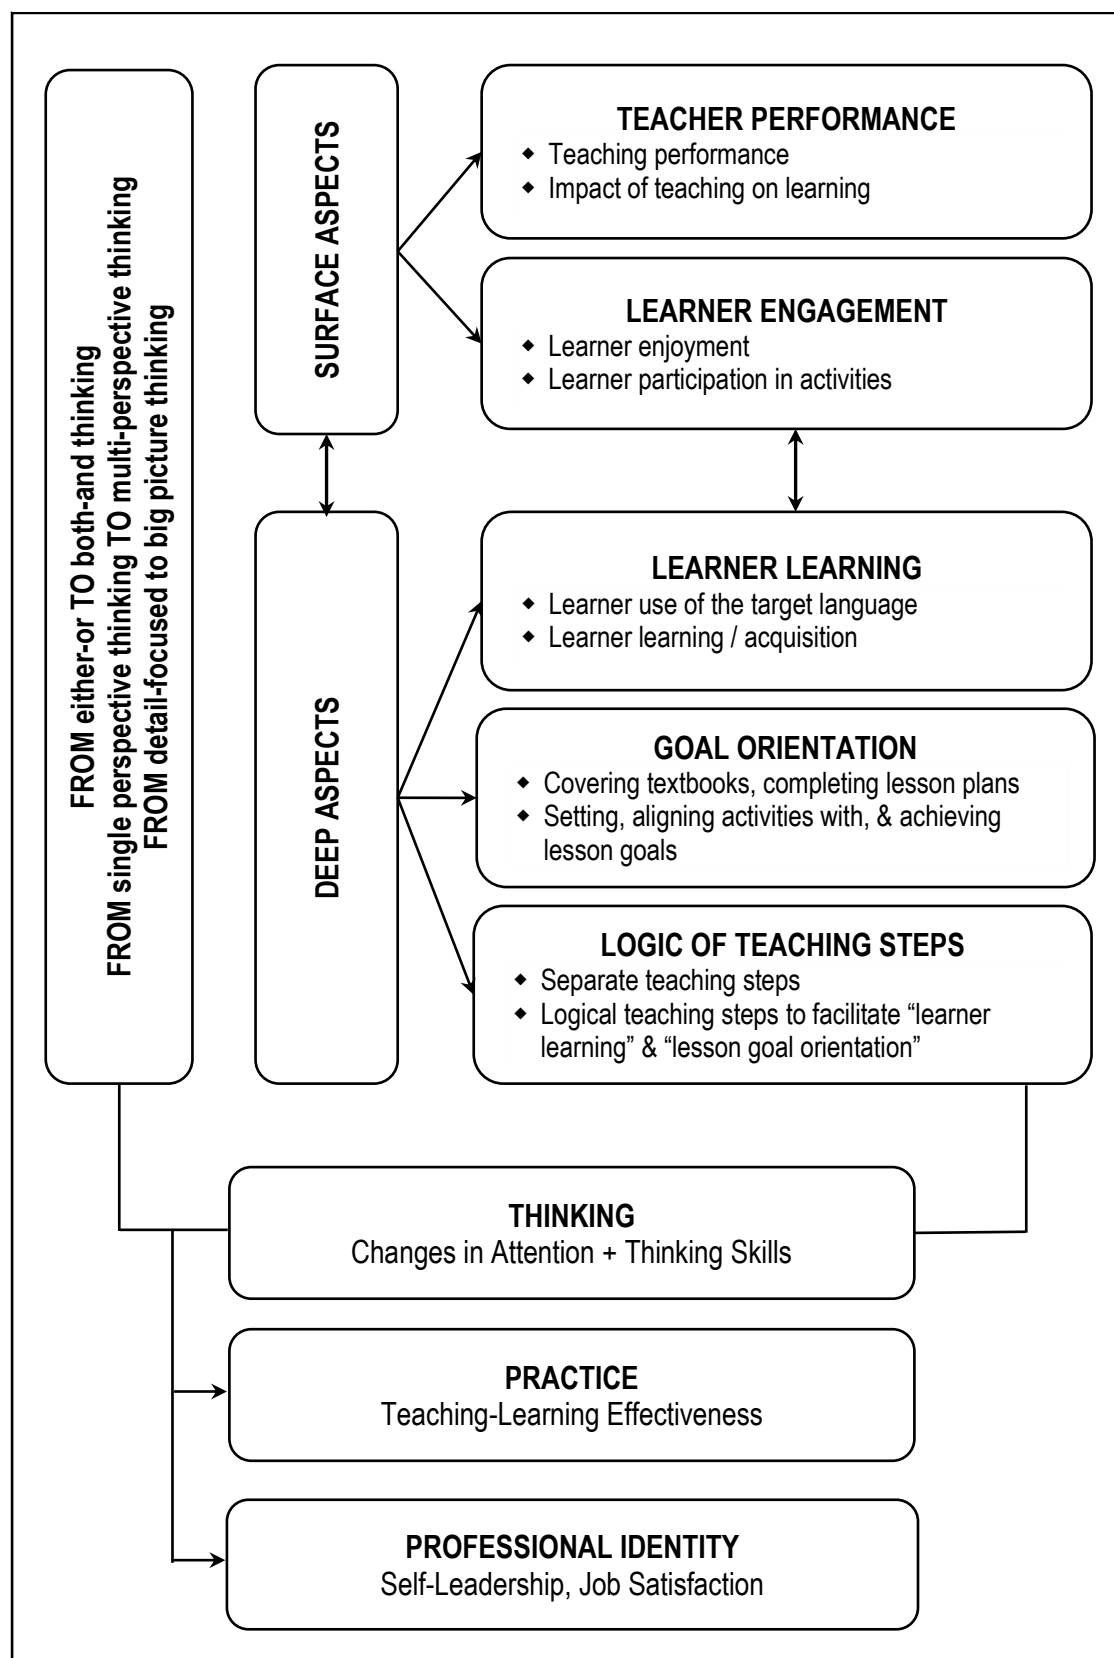 FROM either-or TO both-and thinking
FROM single perspective thinking TO multi-perspective thinking
FROM detail-focused to big picture thinking
SURFACE ASPECTS
TEACHER PERFORMANCE
◆ Teaching performance
◆ Impact of teaching on learning
LEARNER ENGAGEMENT
◆ Learner enjoyment
◆ Learner participation in activities
DEEP ASPECTS
LEARNER LEARNING
◆ Learner use of the target language
◆ Learner learning / acquisition
GOAL ORIENTATION
◆ Covering textbooks, completing lesson plans
◆ Setting, aligning activities with, & achieving
lesson goals
LOGIC OF TEACHING STEPS
◆ Separate teaching steps
◆ Logical teaching steps to facilitate “learner
learning” & “lesson goal orientation”
THINKING
Changes in Attention + Thinking Skills
PRACTICE
Teaching-Learning Effectiveness
PROFESSIONAL IDENTITY
Self-Leadership, Job Satisfaction